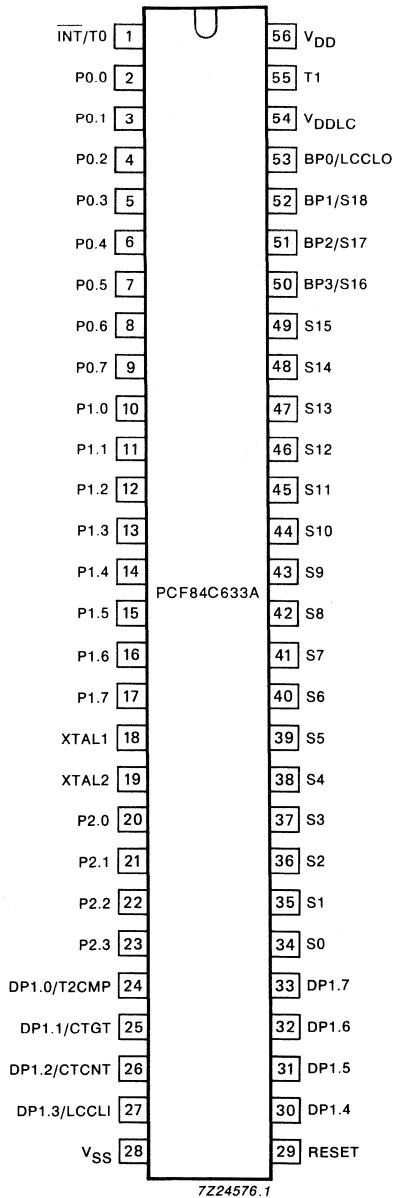 INT/T0 1 56 VDD
P0.0 2 55 T1
P0.1 3 54 VDDLC
P0.2 4 53 BP0/LCCLO
P0.3 5 52 BP1/S18
P0.4 6 51 BP2/S17
P0.5 7 50 BP3/S16
P0.6 8 49 S15
P0.7 9 48 S14
P1.0 10 47 S13
P1.1 11 46 S12
P1.2 12 45 S11
P1.3 13 44 S10
P1.4 14 43 S9
PCF84C633A
P1.5 15 42 S8
P1.6 16 41 S7
P1.7 17 40 S6
XTAL1 18 39 S5
XTAL2 19 38 S4
P2.0 20 37 S3
P2.1 21 36 S2
P2.2 22 35 S1
P2.3 23 34 S0
DP1.0/T2CMP 24 33 DP1.7
DP1.1/CTGT 25 32 DP1.6
DP1.2/CTCNT 26 31 DP1.5
DP1.3/LCCLI 27 30 DP1.4
VSS 28 29 RESET
7Z24576.1